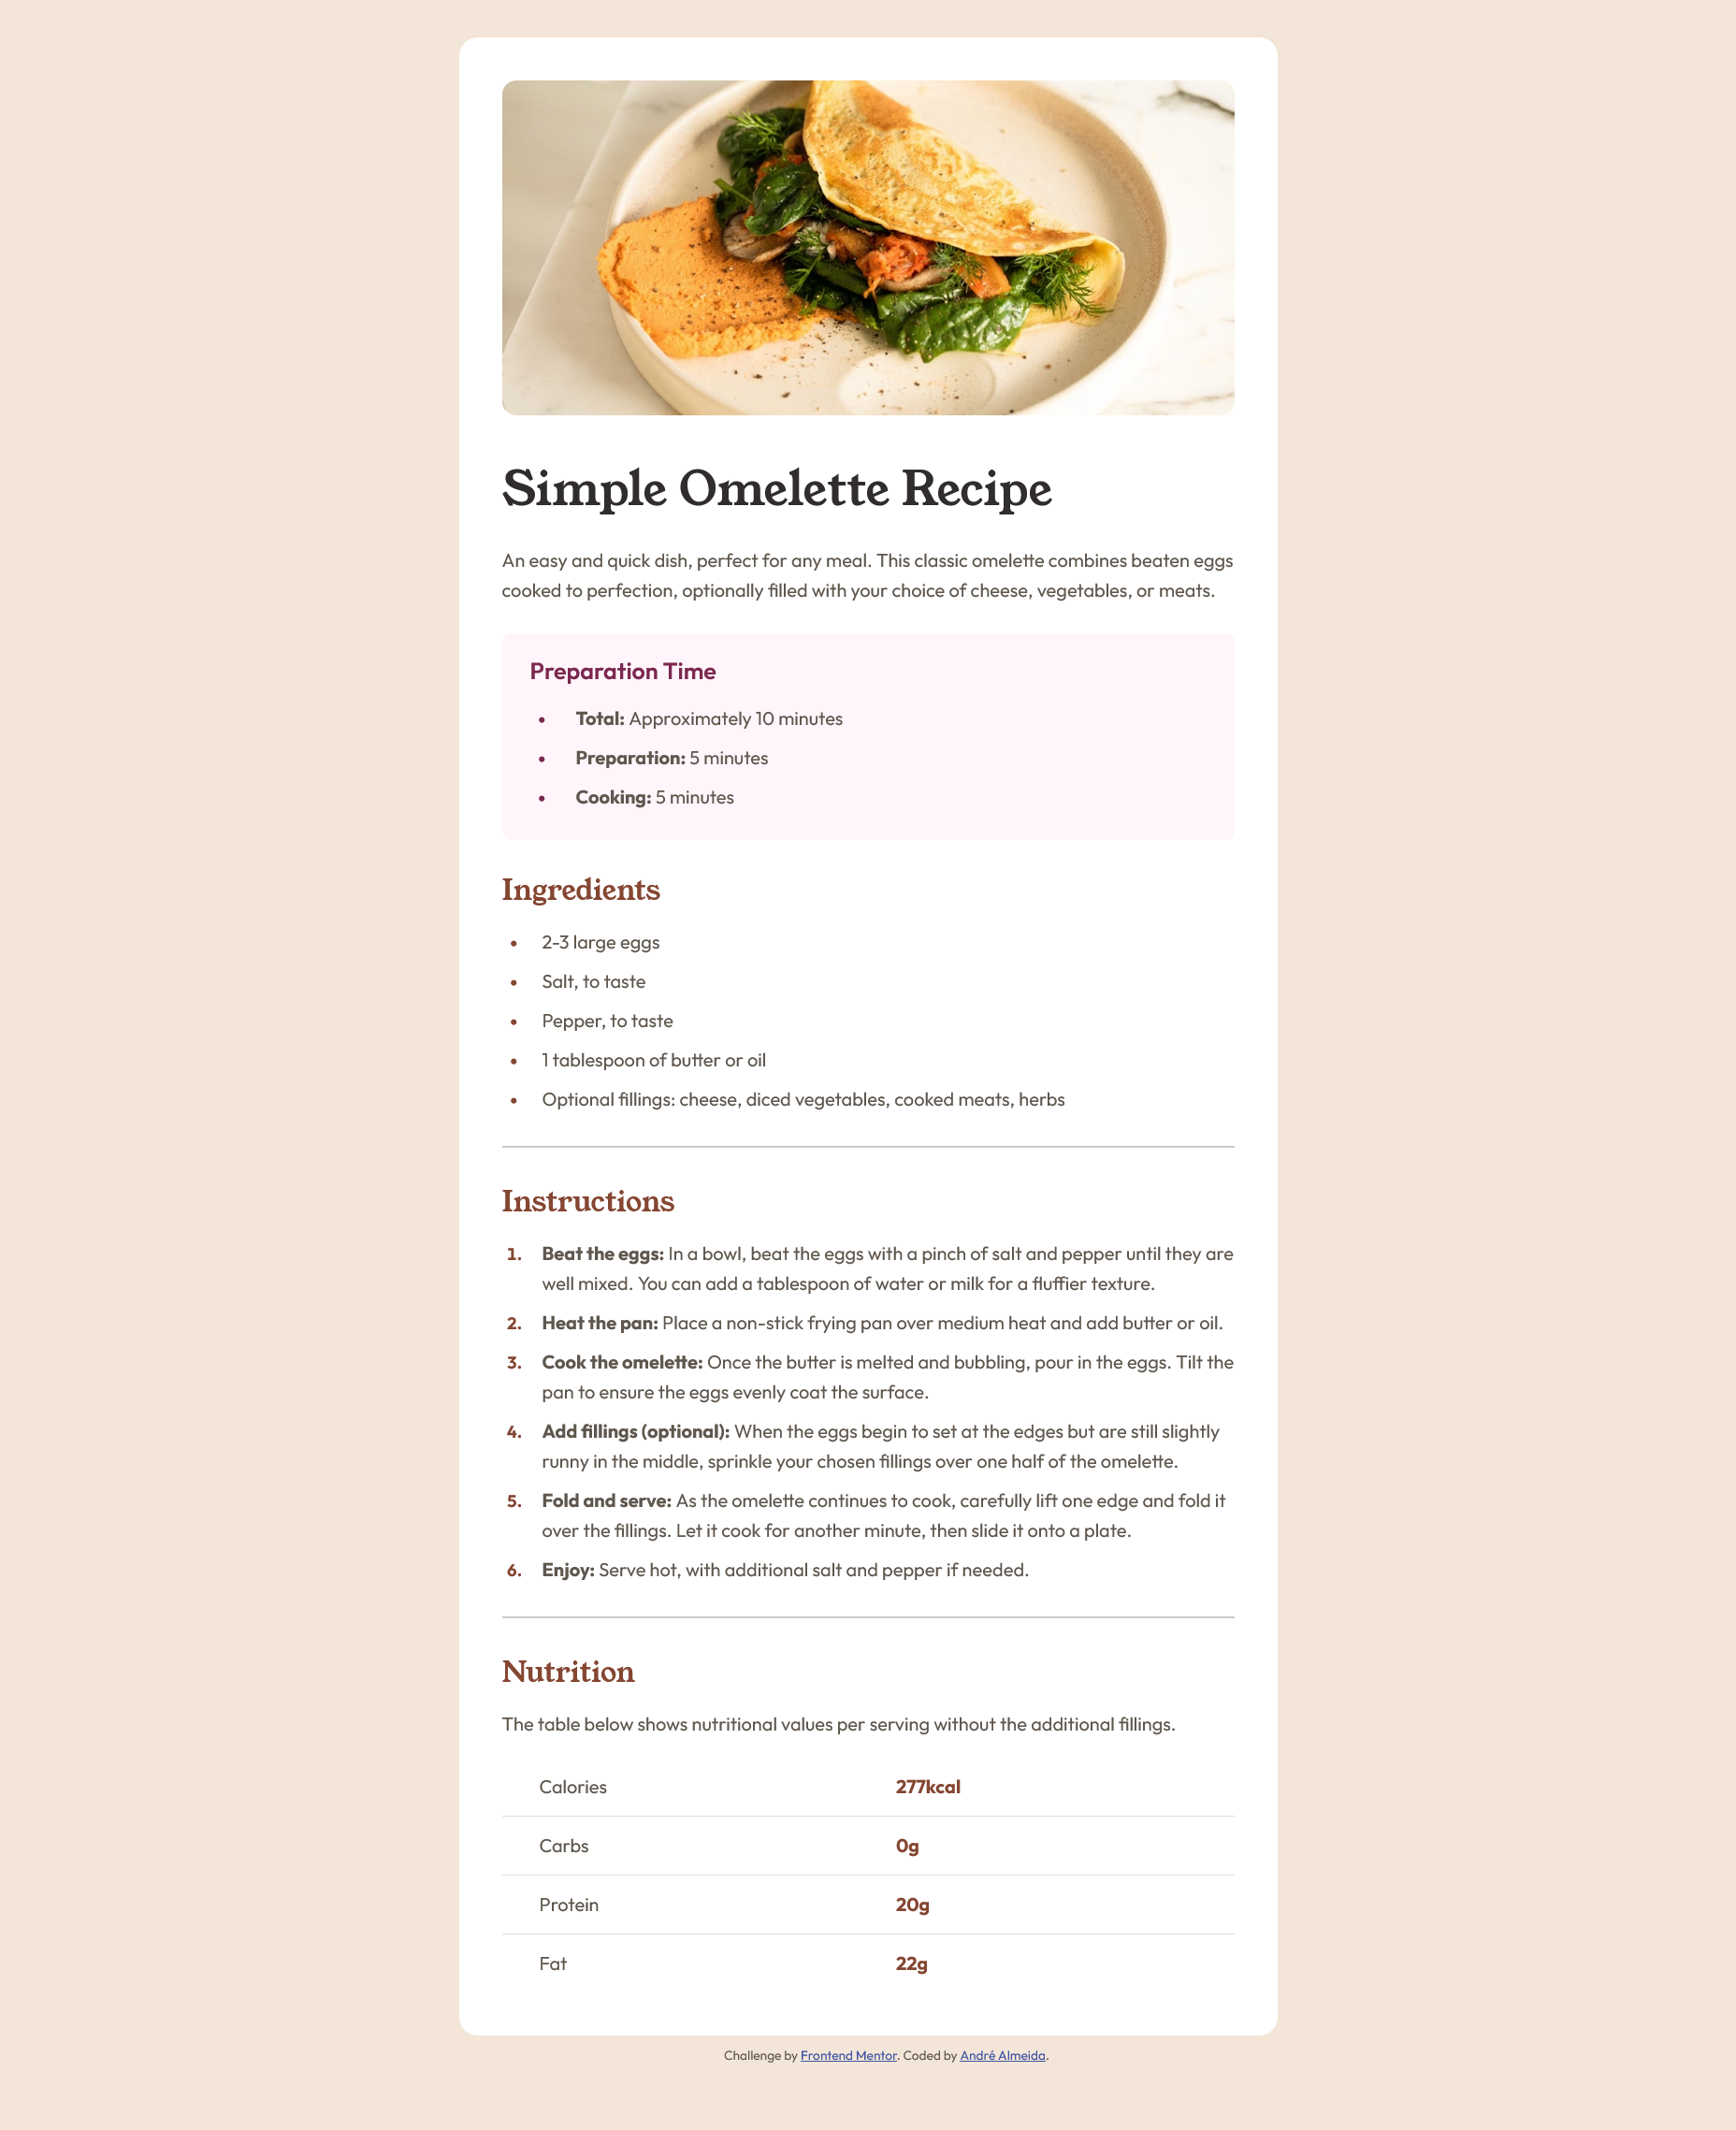 Simple Omelette Recipe
An easy and quick dish, perfect for any meal. This classic omelette combines beaten eggs
cooked to perfection, optionally filled with your choice of cheese, vegetables, or meats.
Preparation Time
• Total: Approximately 10 minutes
• Preparation: 5 minutes
• Cooking: 5 minutes
Ingredients
• 2-3 large eggs
• Salt, to taste
• Pepper, to taste
• 1 tablespoon of butter or oil
• Optional fillings: cheese, diced vegetables, cooked meats, herbs
Instructions
1. Beat the eggs: In a bowl, beat the eggs with a pinch of salt and pepper until they are
well mixed. You can add a tablespoon of water or milk for a fluffier texture.
2. Heat the pan: Place a non-stick frying pan over medium heat and add butter or oil.
3. Cook the omelette: Once the butter is melted and bubbling, pour in the eggs. Tilt the
pan to ensure the eggs evenly coat the surface.
4. Add fillings (optional): When the eggs begin to set at the edges but are still slightly
runny in the middle, sprinkle your chosen fillings over one half of the omelette.
5. Fold and serve: As the omelette continues to cook, carefully lift one edge and fold it
over the fillings. Let it cook for another minute, then slide it onto a plate.
6. Enjoy: Serve hot, with additional salt and pepper if needed.
Nutrition
The table below shows nutritional values per serving without the additional fillings.
Calories 277kcal
Carbs 0g
Protein 20g
Fat 22g
Challenge by Frontend Mentor. Coded by André Almeida.